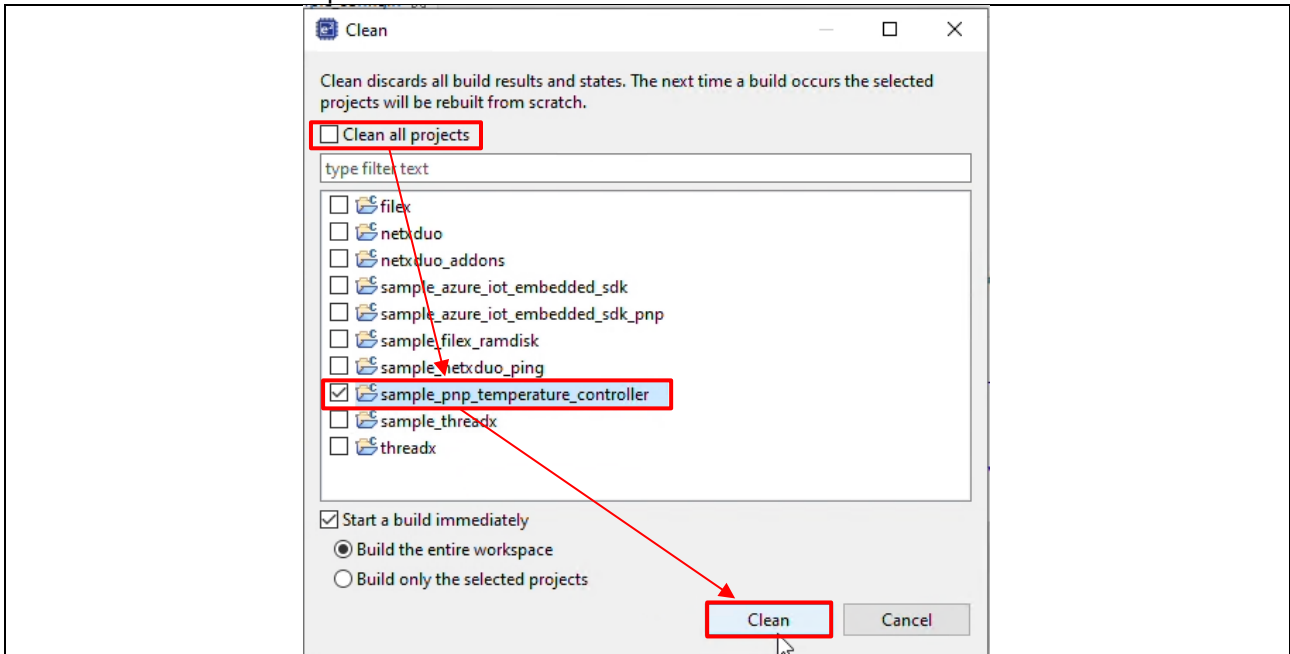 Clean
Clean discards all build results and states. The next time a build occurs the selected
projects will be rebuilt from scratch.
Clean all projects
type filter text
filex
netxduo
netxduo_addons
sample_azure_iot_embedded_sdk
sample_azure_iot_embedded_sdk_pnp
sample_filex_ramdisk
sample_netxduo_ping
sample_pnp_temperature_controller
sample_threadx
threadx
Start a build immediately
Build the entire workspace
Build only the selected projects
Clean Cancel